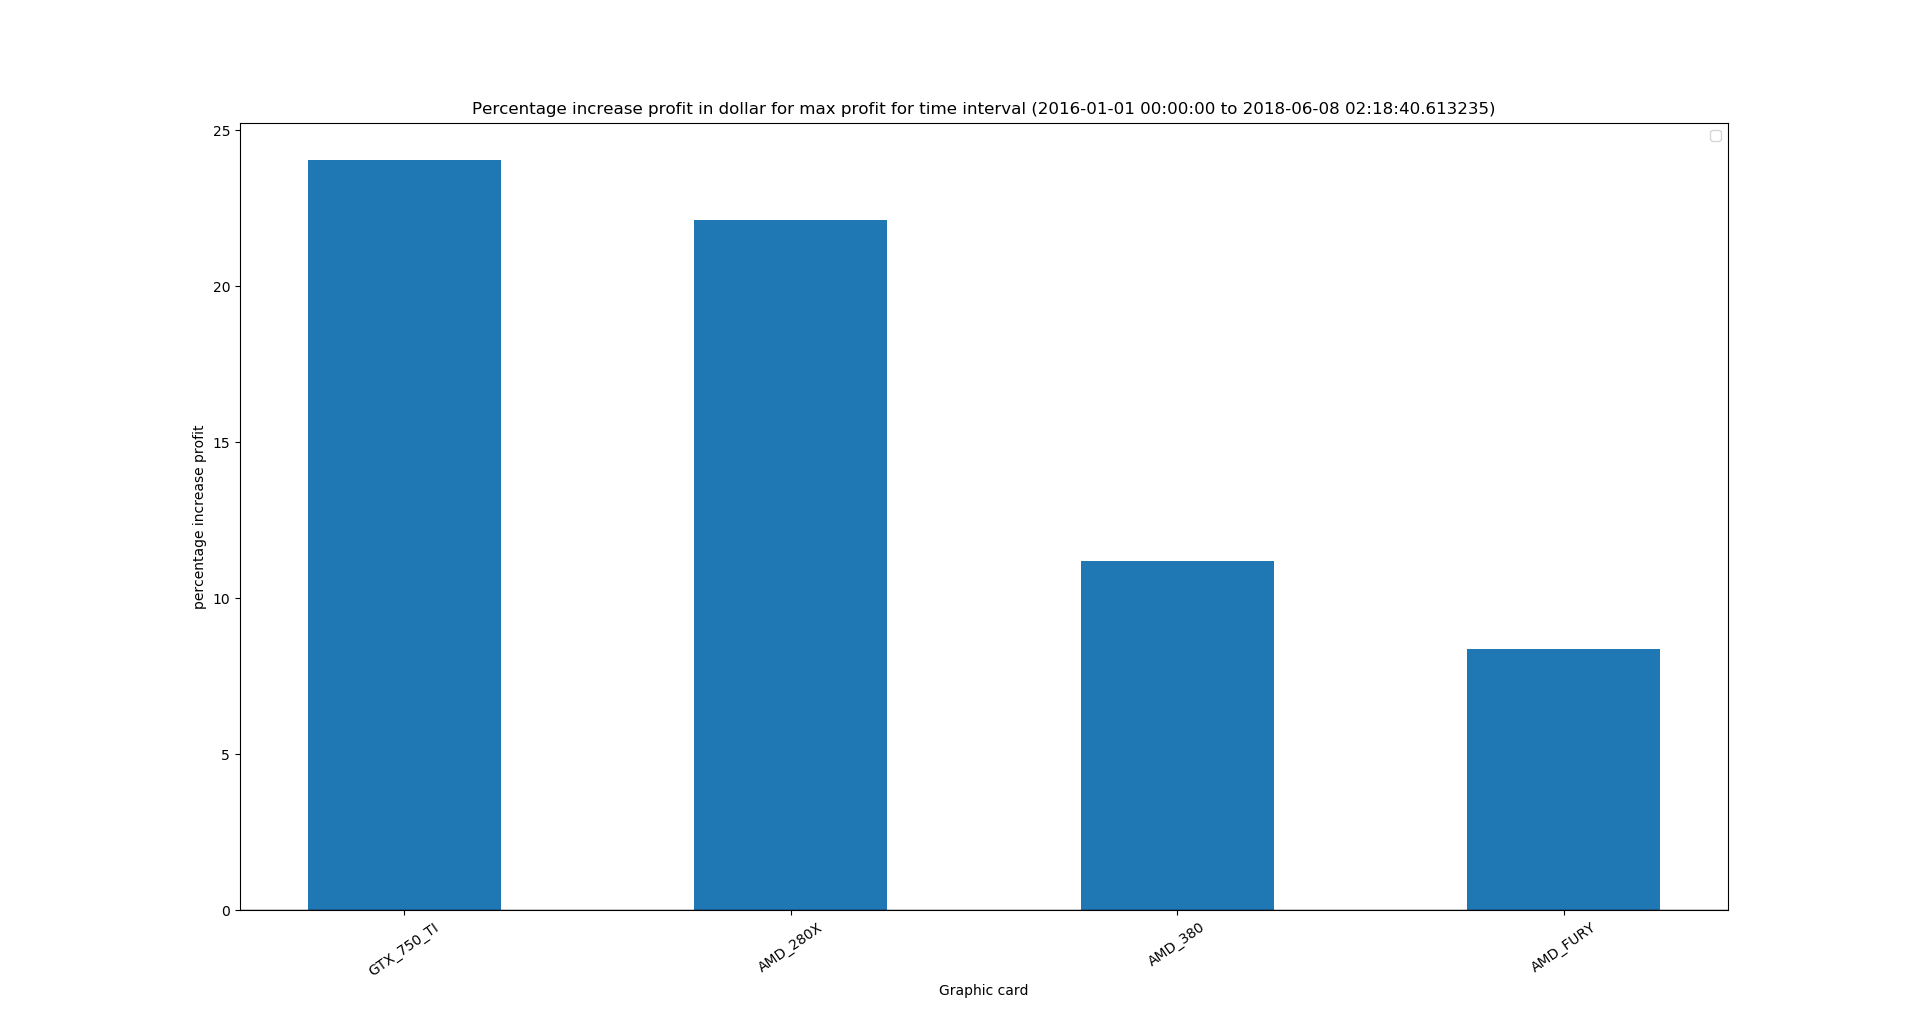 Percentage increase profit in dollar for max profit for time interval (2016-01-01 00:00:00 to 2018-06-08 02:18:40.613235)
25
20
15
10
5
0
percentage increase profit
GTX_750_TI
AMD_280X
AMD_380
AMD_FURY
Graphic card